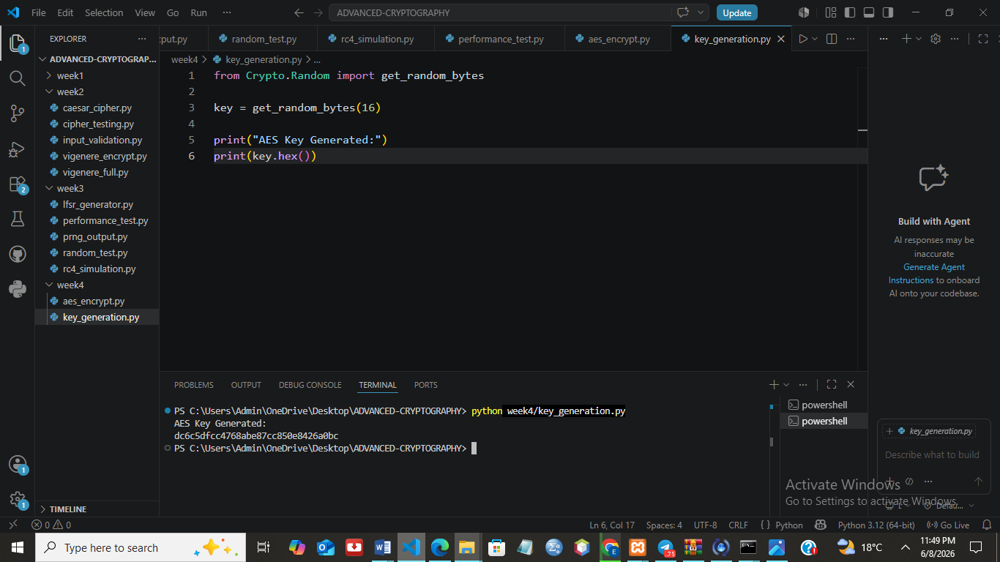 File Edit Selection View Go Run ···
ADVANCED-CRYPTOGRAPHY
Update
EXPLORER
ADVANCED-CRYPTOGRAP...
week1
week2
caesar_cipher.py
cipher_testing.py
input_validation.py
vigenere_encrypt.py
vigenere_full.py
week3
lfsr_generator.py
performance_test.py
prng_output.py
random_test.py
rc4_simulation.py
week4
aes_encrypt.py
key_generation.py
TIMELINE
1
2
1
1
tput.py random_test.py rc4_simulation.py performance_test.py aes_encrypt.py key_generation.py
week4 > key_generation.py > ...
1 from Crypto.Random import get_random_bytes
2
3 key = get_random_bytes(16)
4
5 print("AES Key Generated:")
6 print(key.hex())
PROBLEMS OUTPUT DEBUG CONSOLE TERMINAL PORTS
PS C:\Users\Admin\OneDrive\Desktop\ADVANCED-CRYPTOGRAPHY> python week4/key_generation.py
AES Key Generated:
dc6c5dfcc4768abe87cc850e8426a0bc
PS C:\Users\Admin\OneDrive\Desktop\ADVANCED-CRYPTOGRAPHY>
powershell
powershell
Build with Agent
AI responses may be
inaccurate
Generate Agent
Instructions to onboard
AI onto your codebase.
key_generation.py
Describe what to build
Defau...
Activate Windows
Go to Settings to activate Windows.
0 0
Ln 6, Col 17 Spaces: 4 UTF-8 CRLF { } Python Python 3.12 (64-bit) Go Live
Type here to search
.75
18°C
11:49 PM
6/8/2026